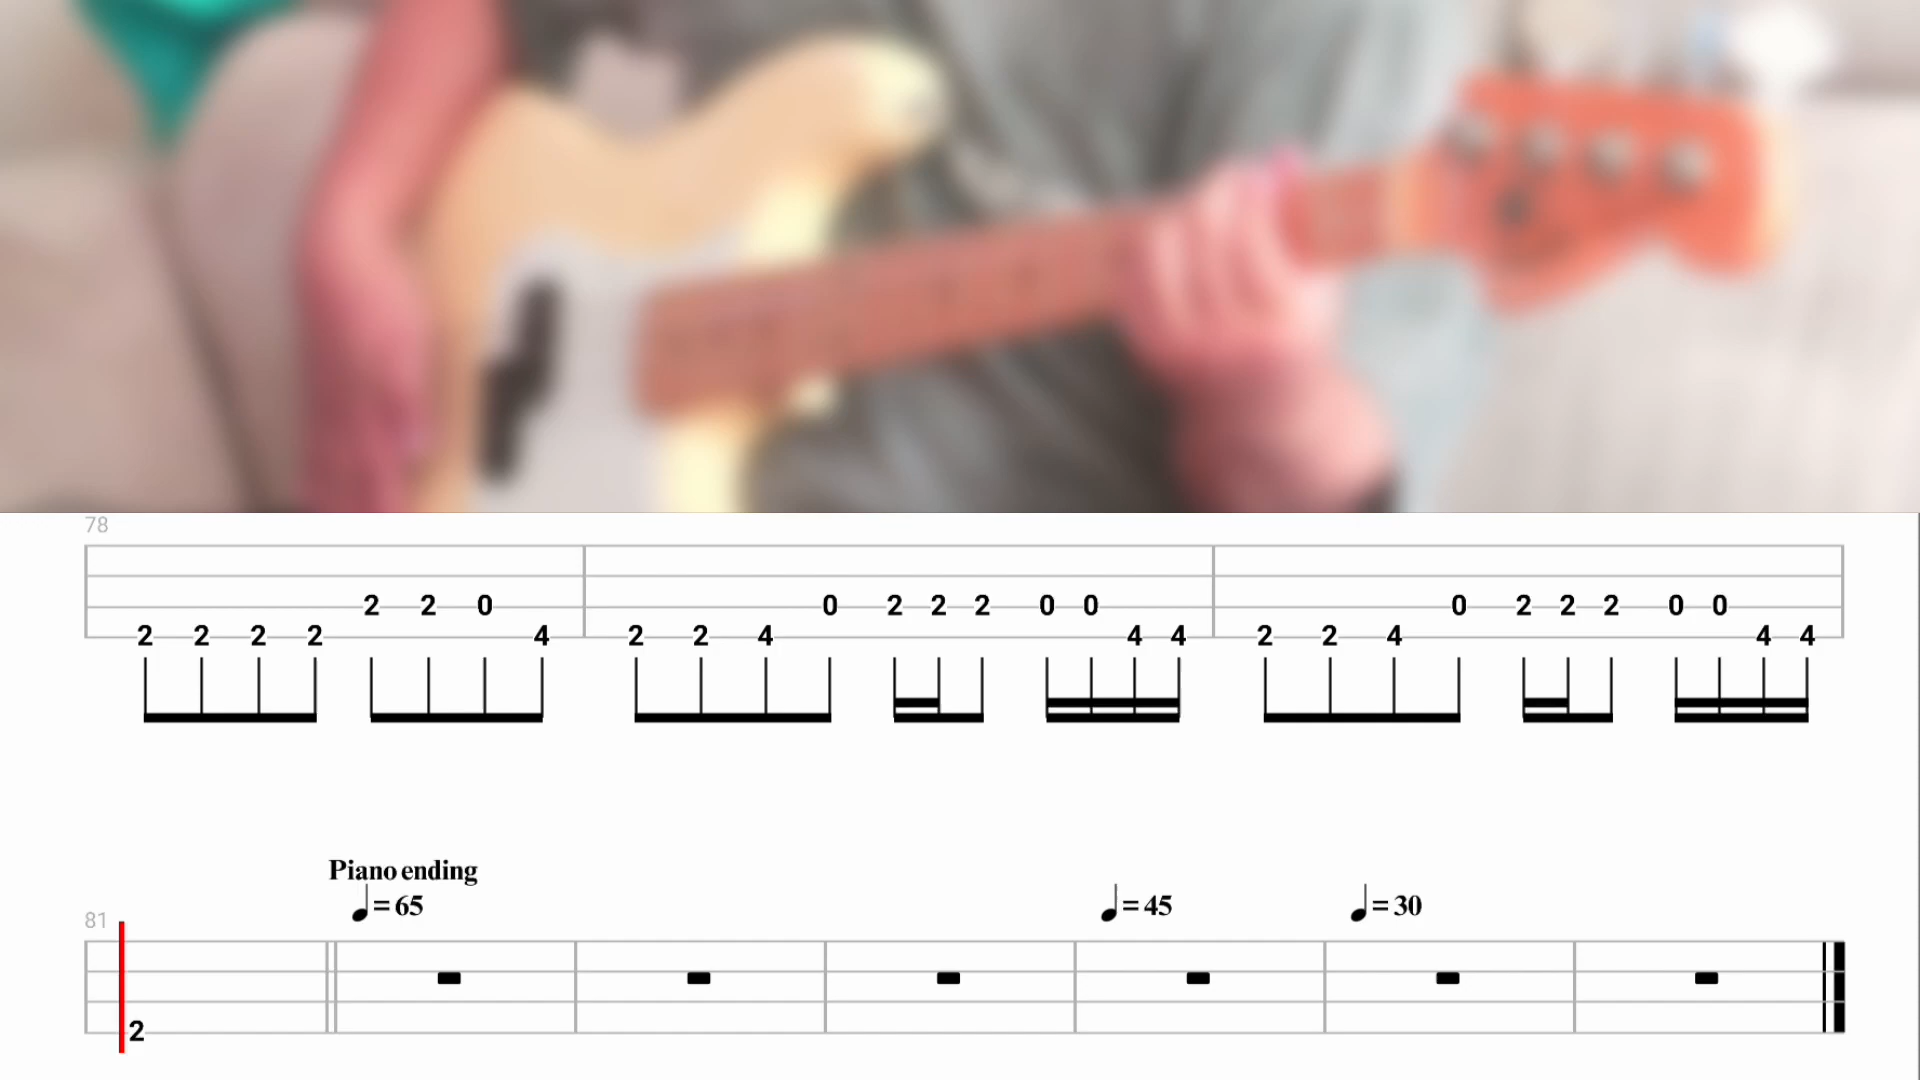 78
2 2 0 0 2 2 2 0 0 0 2 2 2 0 0
2 2 2 2 4 2 2 4 4 4 2 2 4 4 4
Piano ending
= 65 = 45 = 30
81
2